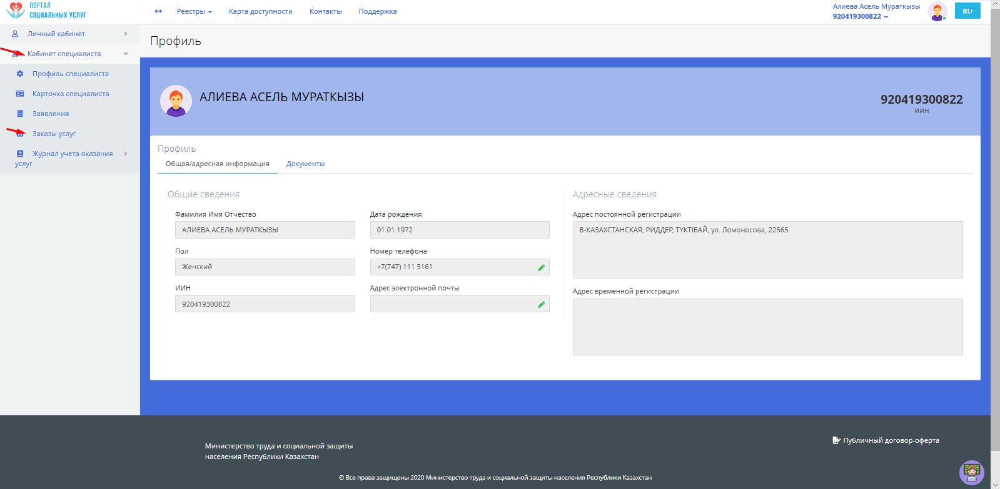 ПОРТАЛ
СОЦИАЛЬНЫХ УСЛУГ
Реестры
Карта доступности
Контакты
Поддержка
Алиева Асель Мураткызы
920419300822
RU
Личный кабинет
Кабинет специалиста
Профиль специалиста
Карточка специалиста
Заявления
Заказы услуг
Журнал учета оказания
услуг
Профиль
АЛИЕВА АСЕЛЬ МУРАТКЫЗЫ
920419300822
ИИН
Профиль
Общая/адресная информация
Документы
Общие сведения
Фамилия Имя Отчество
АЛИЕВА АСЕЛЬ МУРАТКЫЗЫ
Дата рождения
01.01.1972
Пол
Женский
Номер телефона
+7(747) 111 5161
ИИН
920419300822
Адрес электронной почты
Адресные сведения
Адрес постоянной регистрации
В-КАЗАХСТАНСКАЯ, РИДДЕР, ТҮКТІБАЙ, ул. Ломоносова, 22565
Адрес временной регистрации
Министерство труда и социальной защиты
населения Республики Казахстан
Публичный договор-оферта
© Все права защищены 2020 Министерство труда и социальной защиты населения Республики Казахстан